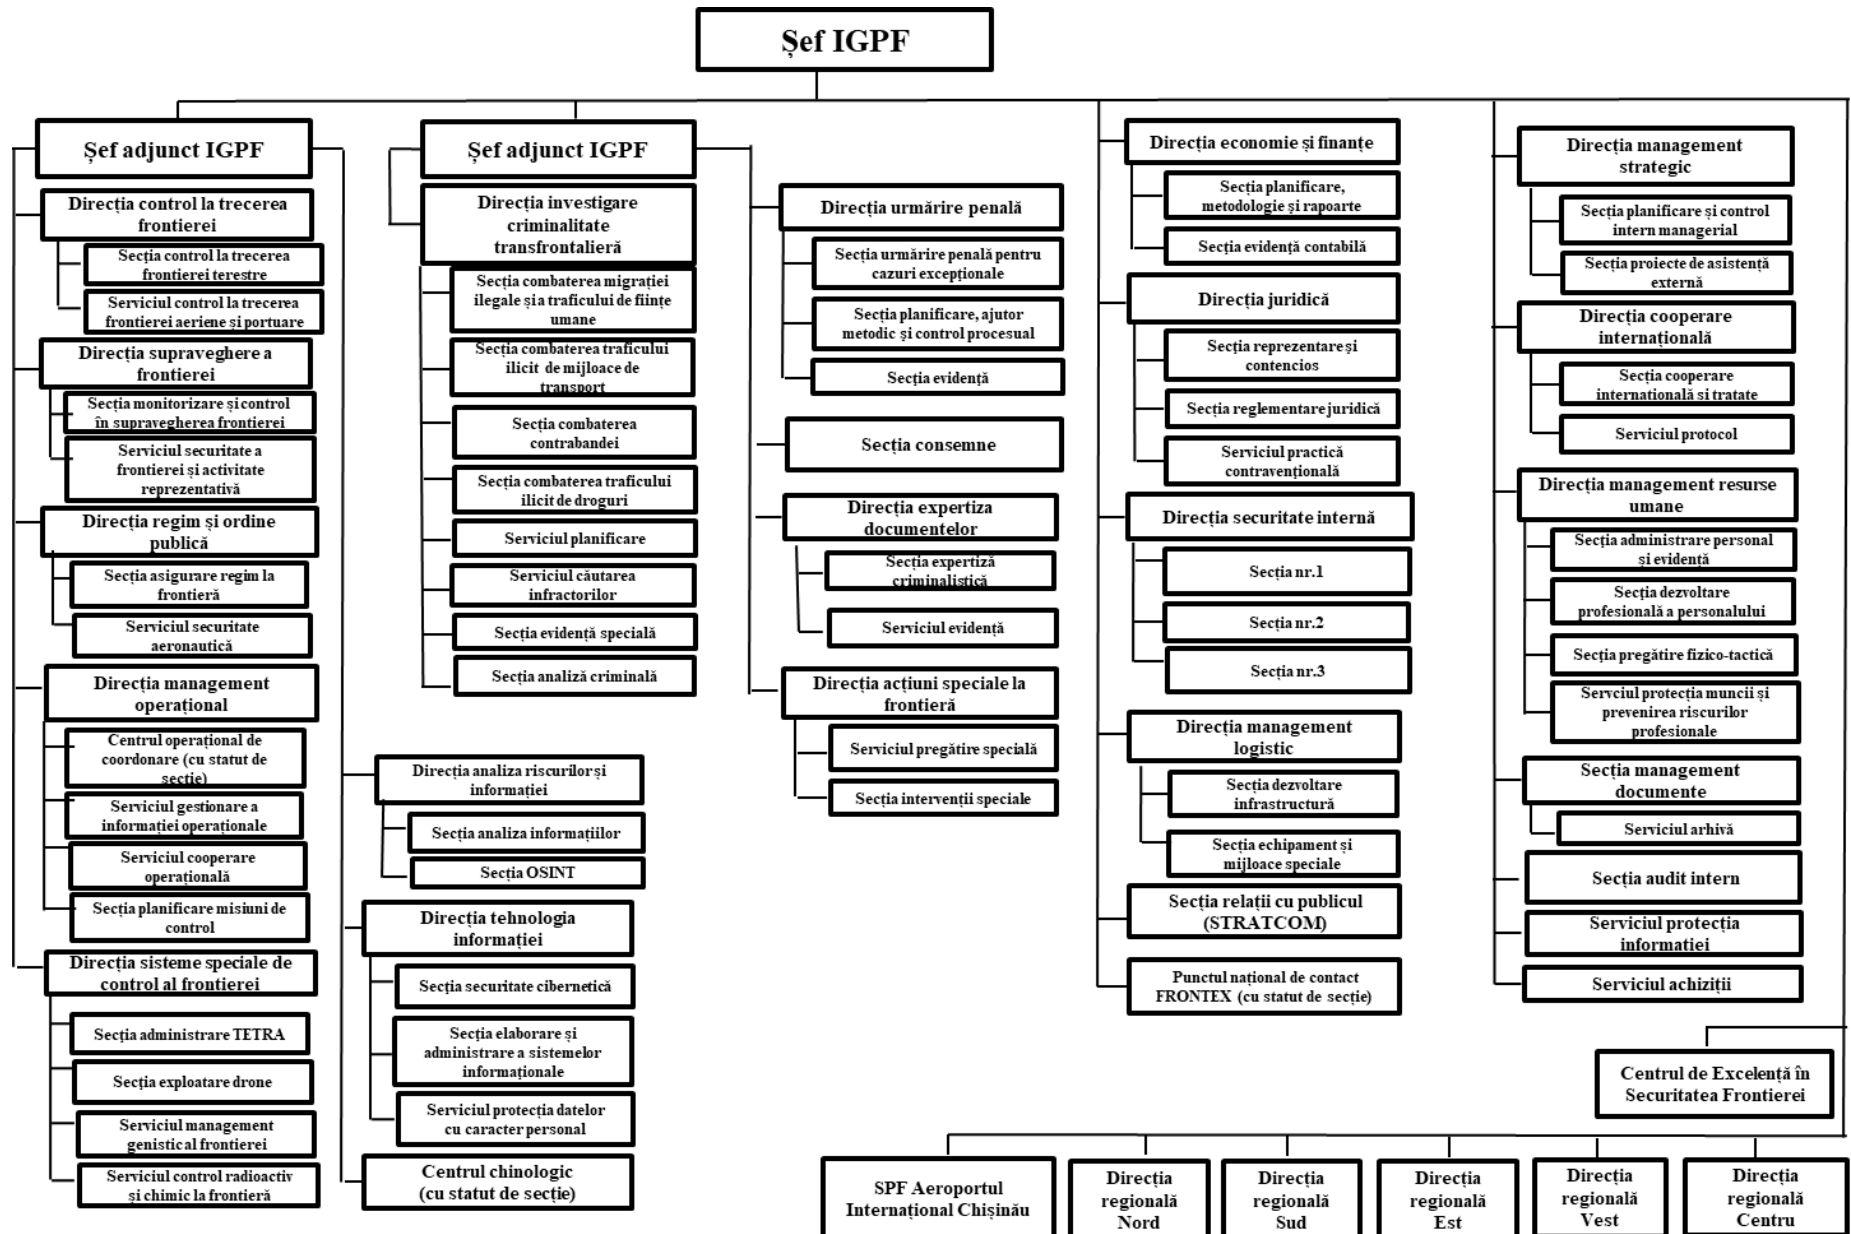 Șef IGPF
Șef adjunct IGPF
Direcția control la trecerea
frontierei
Secția control la trecerea
frontierei terestre
Serviciul control la trecerea
frontierei aeriene și portuare
Direcția supraveghere a
frontierei
Secția monitorizare și control
în supravegherea frontierei
Serviciul securitate a
frontierei și activitate
reprezentativă
Direcția regim și ordine
publică
Secția asigurare regim la
frontieră
Serviciul securitate
aeronautică
Direcția management
operațional
Centrul operațional de
coordonare (cu statut de
secție)
Serviciul gestionare a
informației operaționale
Serviciul cooperare
operațională
Secția planificare misiuni de
control
Direcția sisteme speciale de
control al frontierei
Secția administrare TETRA
Secția exploatare drone
Serviciul management
genistic al frontierei
Serviciul control radioactiv
și chimic la frontieră
Direcția analiza riscurilor și
informației
Secția analiza informațiilor
Secția OSINT
Direcția tehnologia
informației
Secția securitate cibernetică
Secția elaborare și
administrare a sistemelor
informaționale
Serviciul protecția datelor
cu caracter personal
Centrul chinologic
(cu statut de secție)
Șef adjunct IGPF
Direcția investigare
criminalitate
transfrontalieră
Secția combaterea migrației
ilegale și a traficului de ființe
umane
Secția combaterea traficului
ilicit de mijloace de
transport
Secția combaterea
contrabandei
Secția combaterea traficului
ilicit de droguri
Serviciul planificare
Serviciul căutarea
infractorilor
Secția evidență specială
Secția analiză criminală
Direcția urmărire penală
Secția urmărire penală pentru
cazuri excepționale
Secția planificare, ajutor
metodic și control procesual
Secția evidență
Secția consemne
Direcția expertiza
documentelor
Secția expertiză
criminalistică
Serviciul evidență
Direcția acțiuni speciale la
frontieră
Serviciul pregătire specială
Secția intervenții speciale
Direcția economie și finanțe
Secția planificare,
metodologie și rapoarte
Secția evidență contabilă
Direcția juridică
Secția reprezentare și
contencios
Secția reglementare juridică
Serviciul practică
contravențională
Direcția securitate internă
Secția nr.1
Secția nr.2
Secția nr.3
Direcția management
logistic
Secția dezvoltare
infrastructură
Secția echipament și
mijloace speciale
Secția relații cu publicul
(STRATCOM)
Punctul național de contact
FRONTEX (cu statut de secție)
Direcția management
strategic
Secția planificare și control
intern managerial
Secția proiecte de asistență
externă
Direcția cooperare
internațională
Secția cooperare
internatională si tratate
Serviciul protocol
Direcția management resurse
umane
Secția administrare personal
și evidență
Secția dezvoltare
profesională a personalului
Secția pregătire fizico-tactică
Servciul protecția muncii și
prevenirea riscurilor
profesionale
Secția management
documente
Serviciul arhivă
Secția audit intern
Serviciul protecția
informatiei
Serviciul achiziții
Centrul de Excelență în
Securitatea Frontierei
SPF Aeroportul
Internațional Chișinău
Direcția
regională
Nord
Direcția
regională
Sud
Direcția
regională
Est
Direcția
regională
Vest
Direcția
regională
Centru